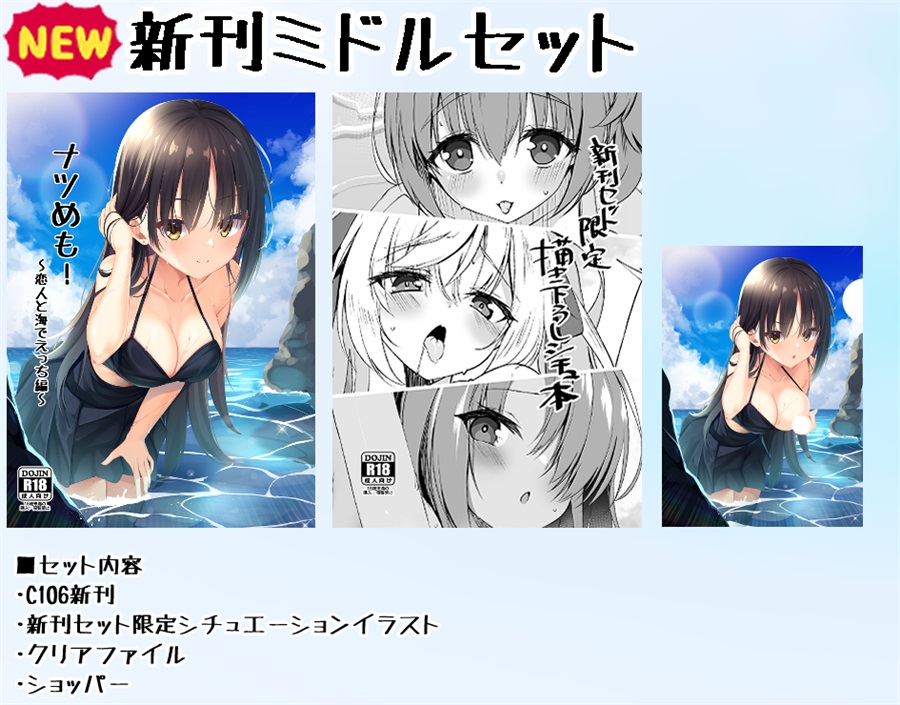 NEW
新刊ミドルセット
ナツめも！
～恋人と海でえっち編～
DOJIN
R18
成人向け
新刊セット限定
描き下ろしシチュ本
DOJIN
R18
成人向け
■セット内容
・C106新刊
・新刊セット限定シチュエーションイラスト
・クリアファイル
・ショッパー